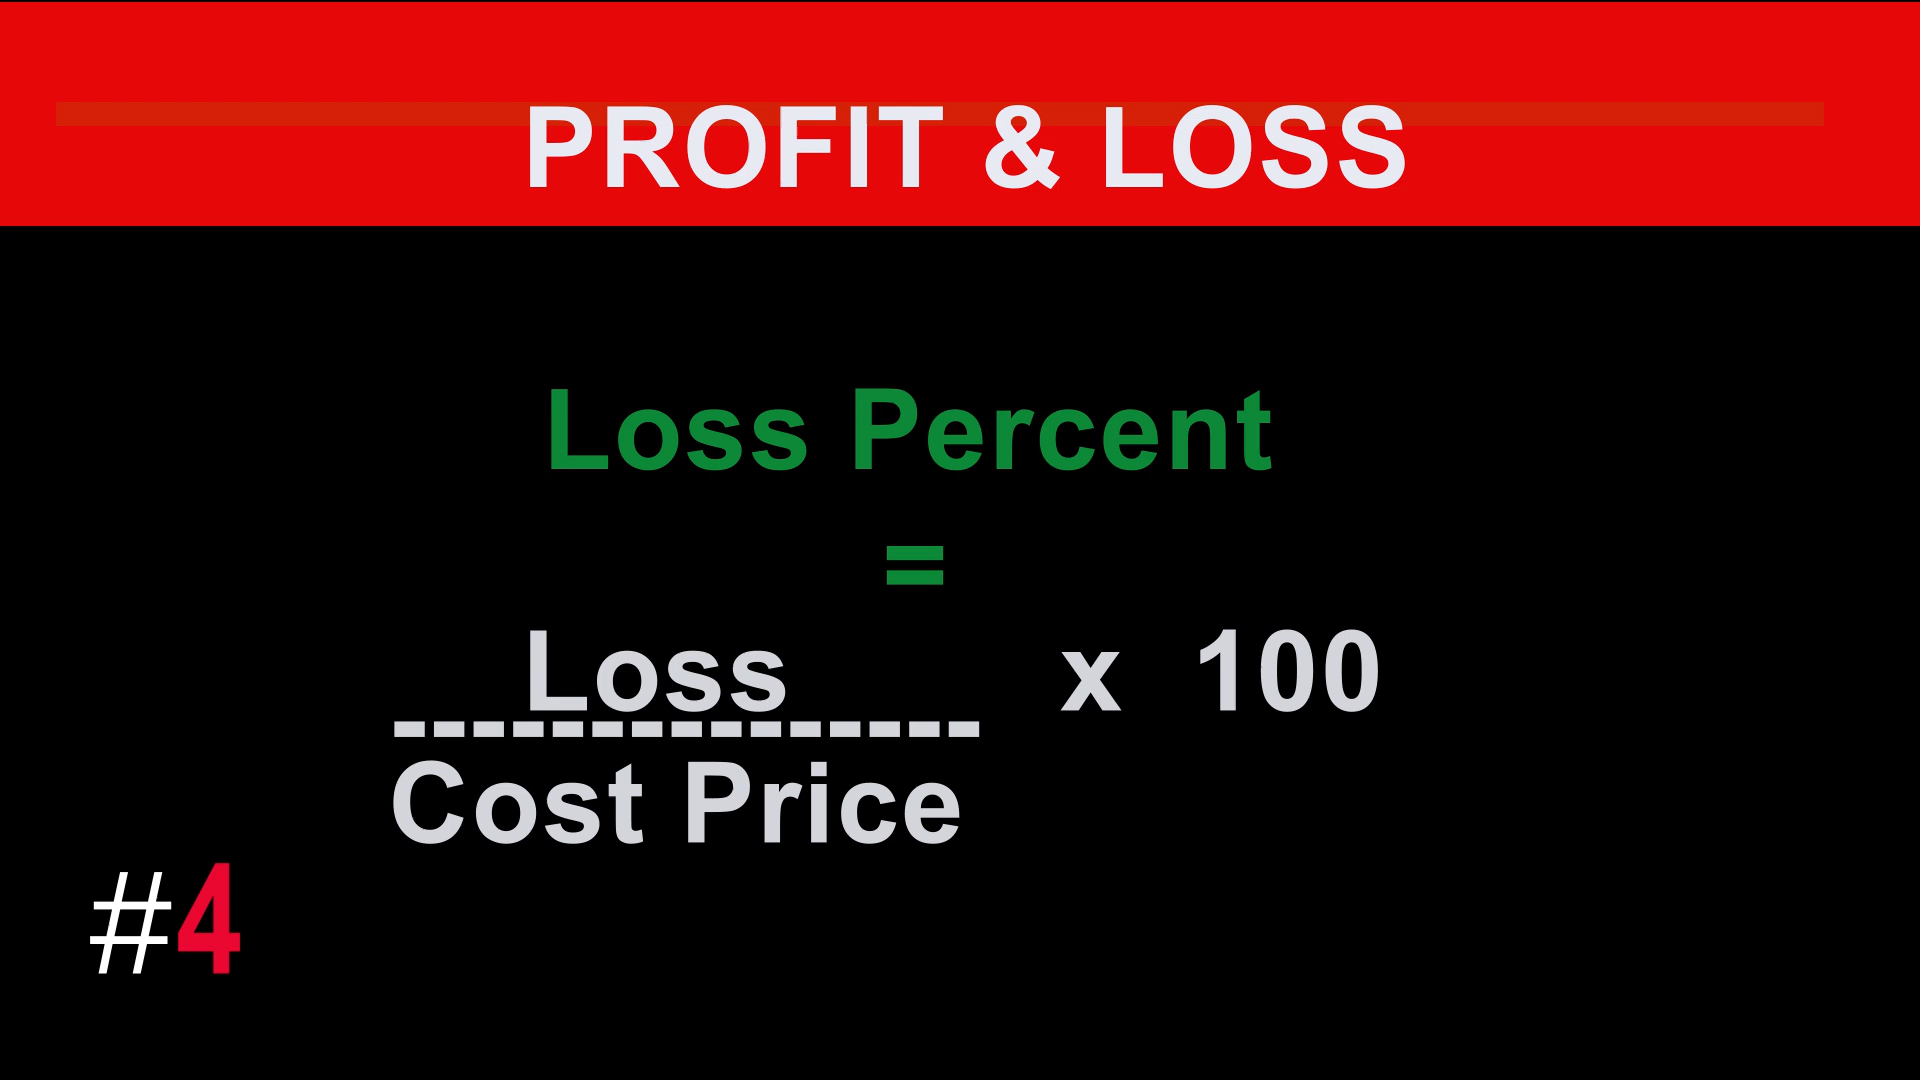 PROFIT & LOSS
Loss Percent
=
Loss x 100
---------------
Cost Price
#4